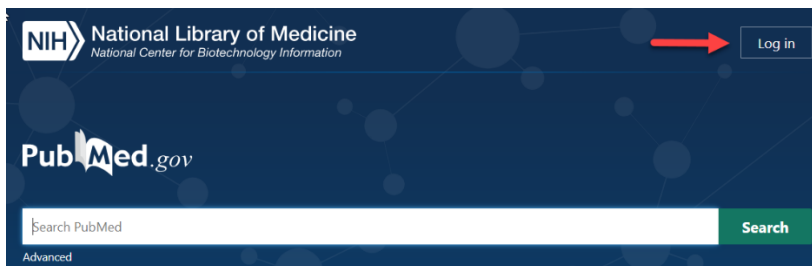 NIH National Library of Medicine
National Center for Biotechnology Information
Log in
PubMed.gov
Search PubMed
Search
Advanced